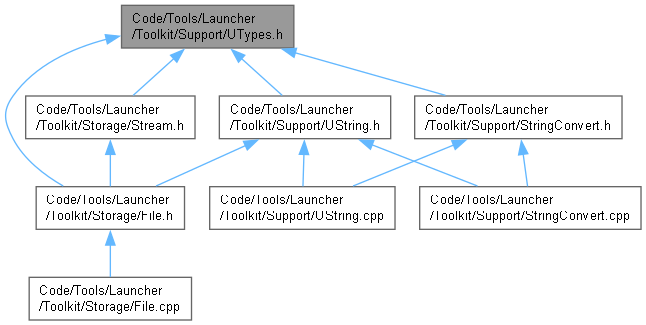 Code/Tools/Launcher
/Toolkit/Support/UTypes.h
Code/Tools/Launcher
/Toolkit/Storage/Stream.h
Code/Tools/Launcher
/Toolkit/Support/UString.h
Code/Tools/Launcher
/Toolkit/Support/StringConvert.h
Code/Tools/Launcher
/Toolkit/Storage/File.h
Code/Tools/Launcher
/Toolkit/Support/UString.cpp
Code/Tools/Launcher
/Toolkit/Support/StringConvert.cpp
Code/Tools/Launcher
/Toolkit/Storage/File.cpp